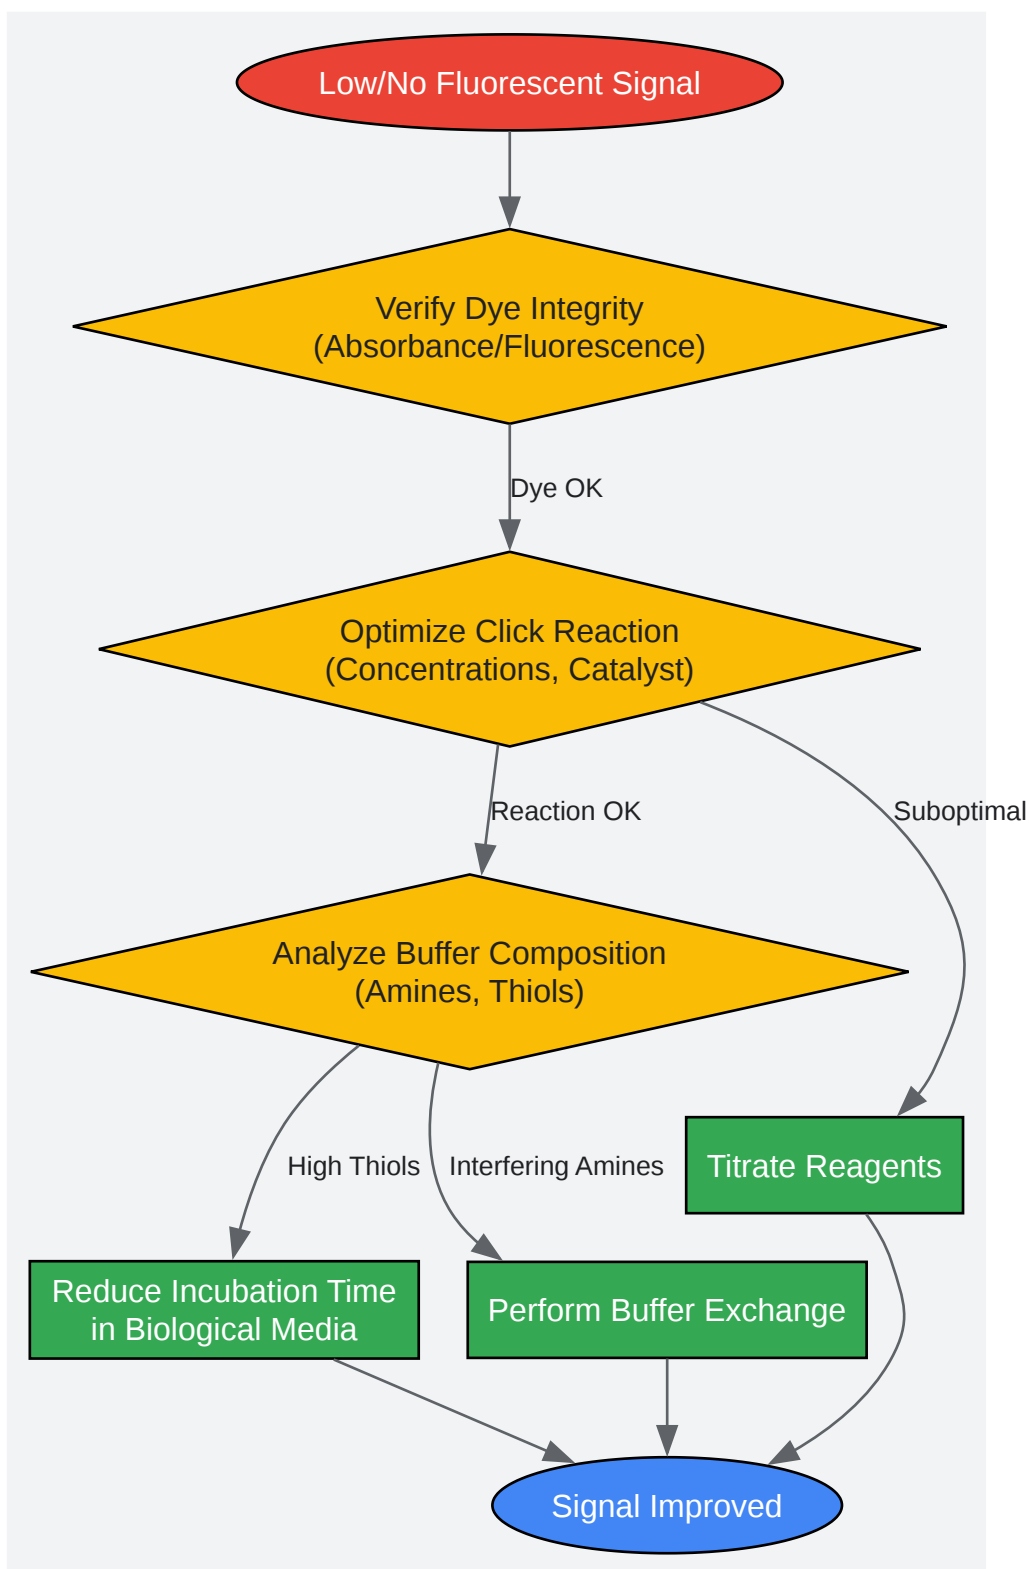 Low/No Fluorescent Signal
Verify Dye Integrity
(Absorbance/Fluorescence)
Dye OK
Optimize Click Reaction
(Concentrations, Catalyst)
Reaction OK
Suboptimal
Analyze Buffer Composition
(Amines, Thiols)
High Thiols
Interfering Amines
Titrate Reagents
Reduce Incubation Time
in Biological Media
Perform Buffer Exchange
Signal Improved